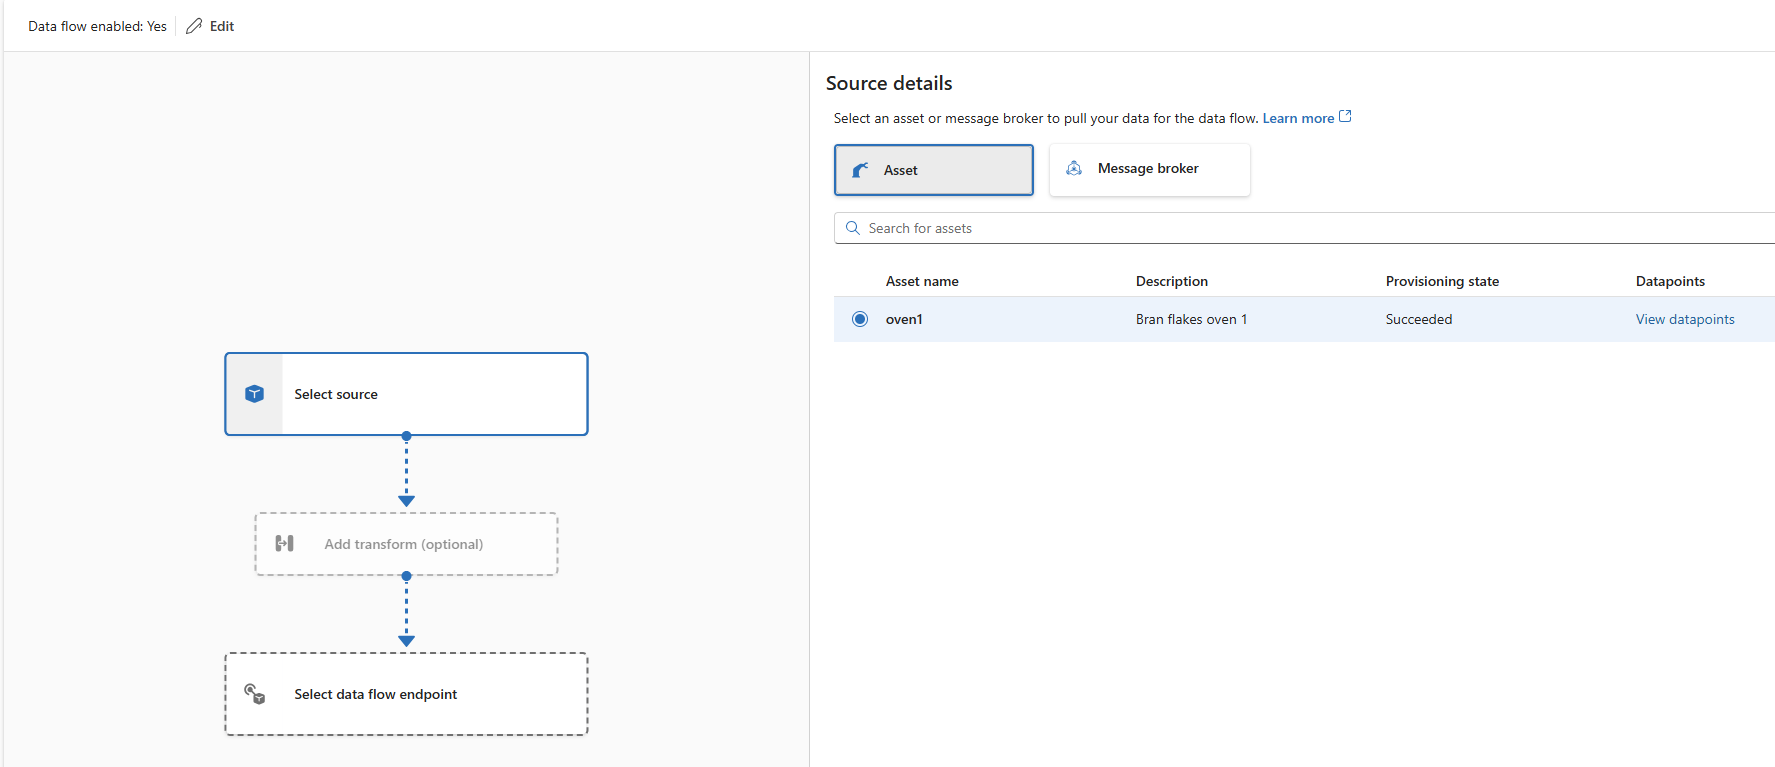 Data flow enabled: Yes
Edit
Source details
Select an asset or message broker to pull your data for the data flow. Learn more
Asset
Message broker
Search for assets
Asset name Description Provisioning state Datapoints
oven1 Bran flakes oven 1 Succeeded View datapoints
Select source
Add transform (optional)
Select data flow endpoint